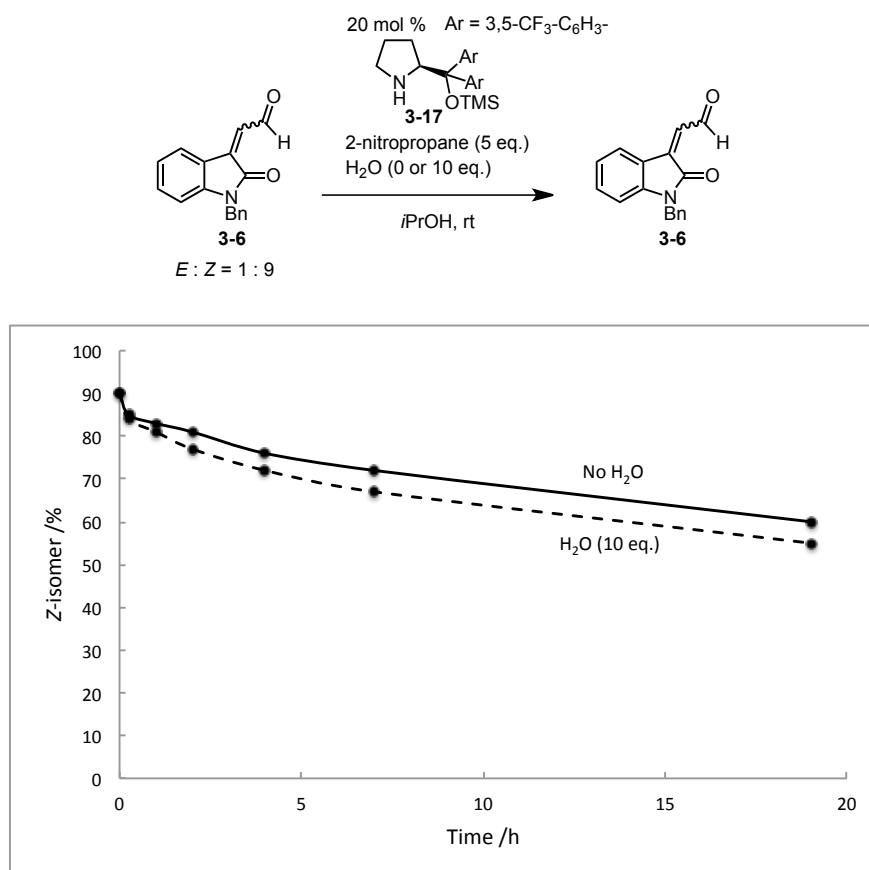 20 mol % Ar = 3,5-CF3-C6H3-
Ar
Ar
N
H
OTMS
3-17
O
H
O
N
Bn
3-6
E : Z = 1 : 9
2-nitropropane (5 eq.)
H2O (0 or 10 eq.)
iPrOH, rt
O
H
O
N
Bn
3-6
100
90
80
70
60
50
40
30
20
10
0
Z-isomer /%
No H2O
H2O (10 eq.)
0 5 10 15 20
Time /h